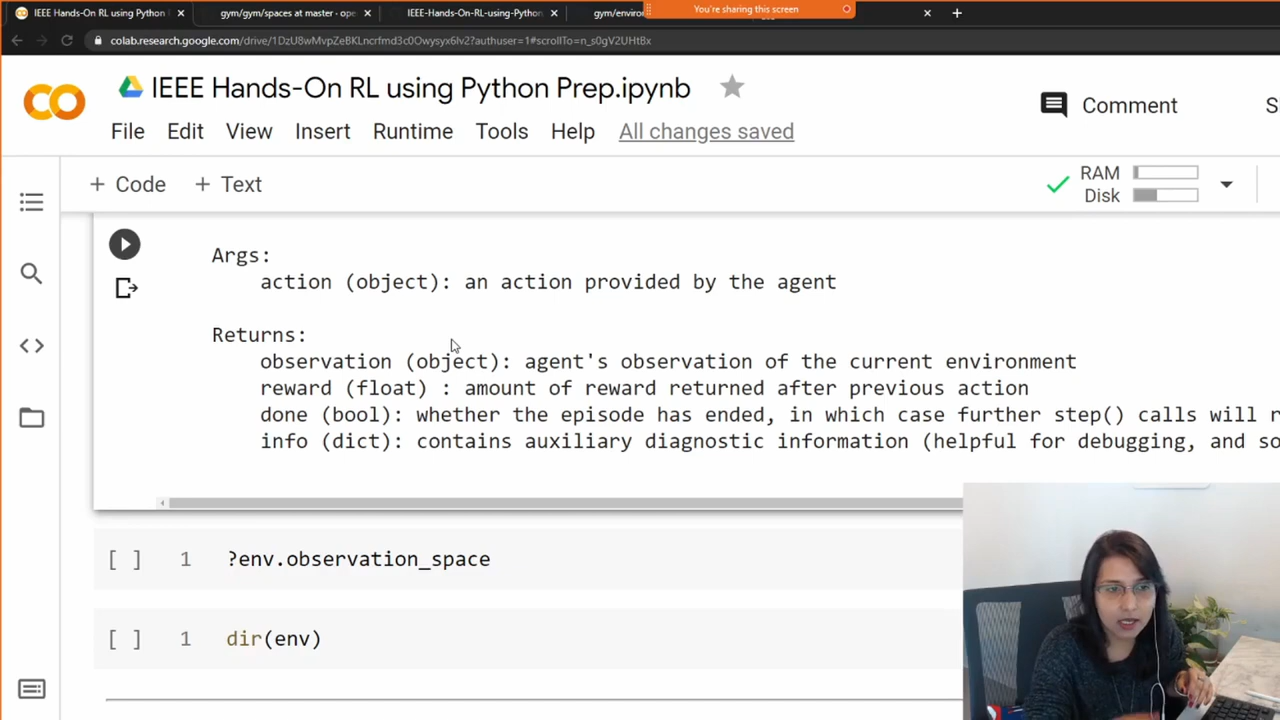 IEEE Hands-On RL using Python
gym/gym/spaces at master · ope
IEEE-Hands-On-RL-using-Python-
gym/environ
You're sharing this screen
colab.research.google.com/drive/1DzU8wMvpZeBKLncrfmd3c0Owysyx6lv2?authuser=1#scrollTo=n_s0gV2UHtBx
IEEE Hands-On RL using Python Prep.ipynb
Comment
S
File Edit View Insert Runtime Tools Help All changes saved
+ Code + Text
RAM
Disk
Args:
action (object): an action provided by the agent
Returns:
observation (object): agent's observation of the current environment
reward (float) : amount of reward returned after previous action
done (bool): whether the episode has ended, in which case further step() calls will r
info (dict): contains auxiliary diagnostic information (helpful for debugging, and so
[ ] 1 ?env.observation_space
[ ] 1 dir(env)